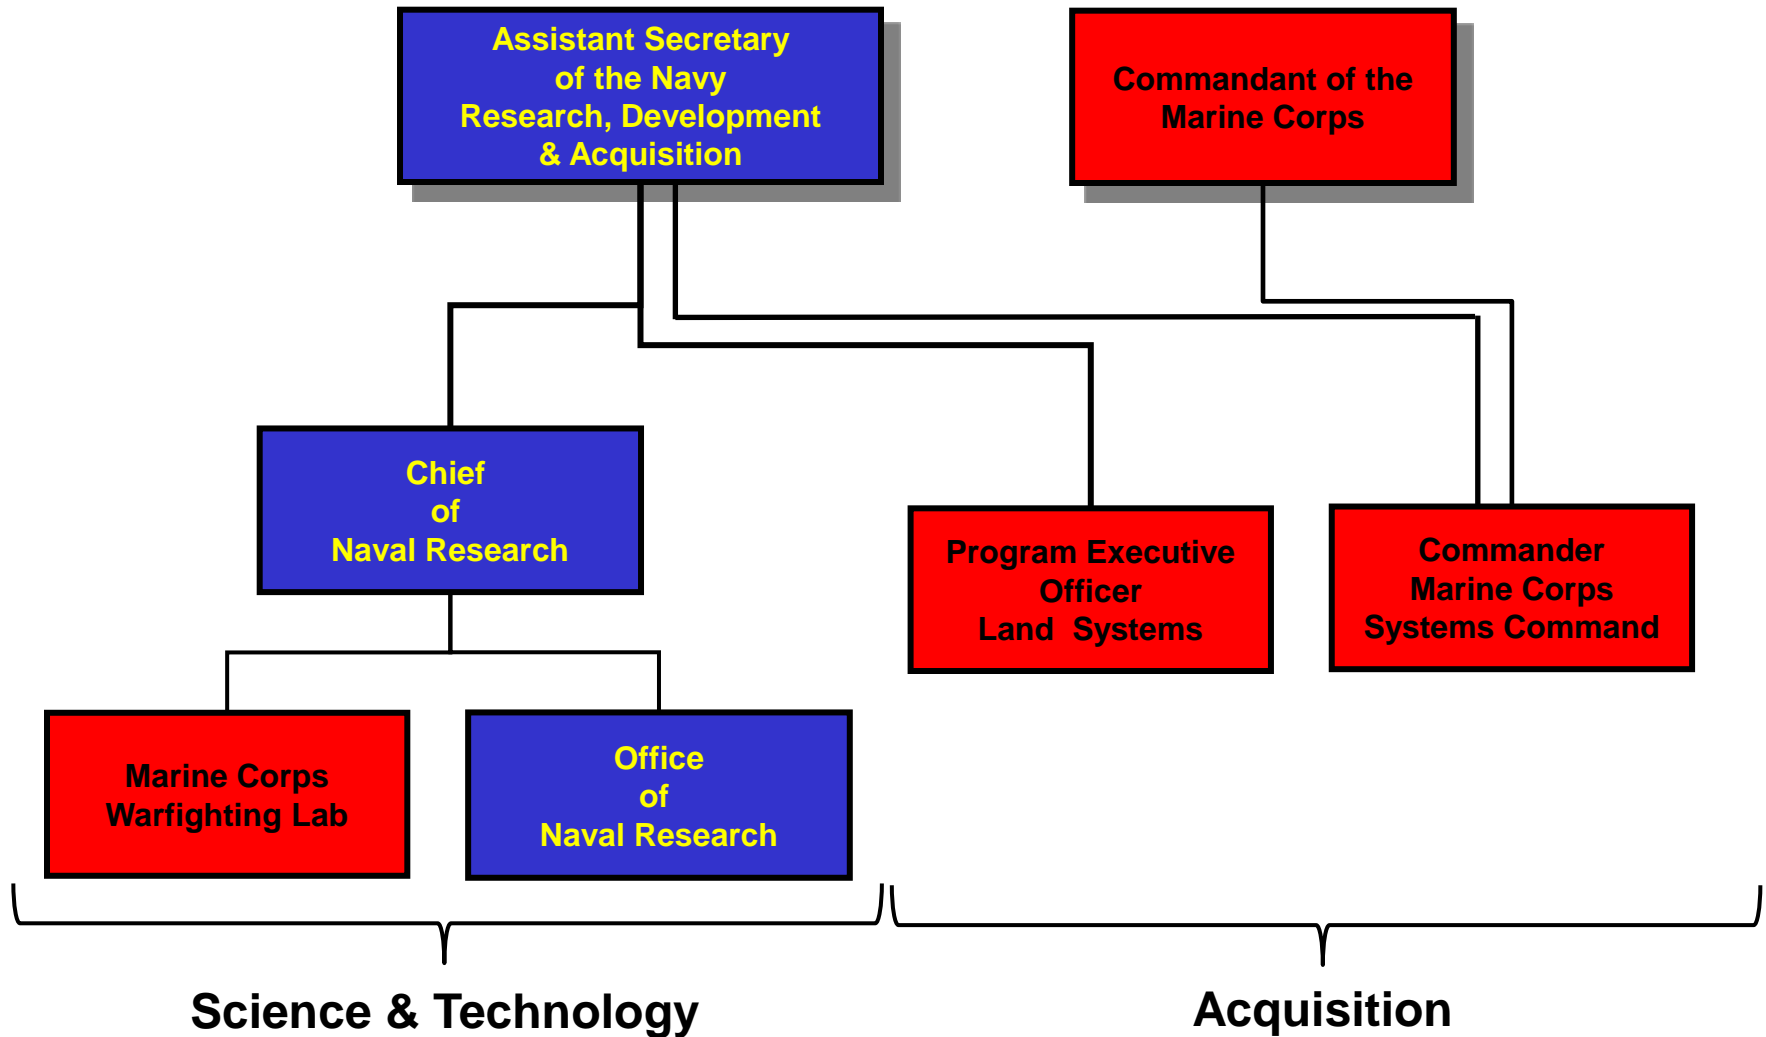 Assistant Secretary
of the Navy
Research, Development
& Acquisition
Commandant of the
Marine Corps
Chief
of
Naval Research
Program Executive
Officer
Land  Systems
Commander
Marine Corps
Systems Command
Marine Corps
Warfighting Lab
Office
of
Naval Research
Science & Technology
Acquisition